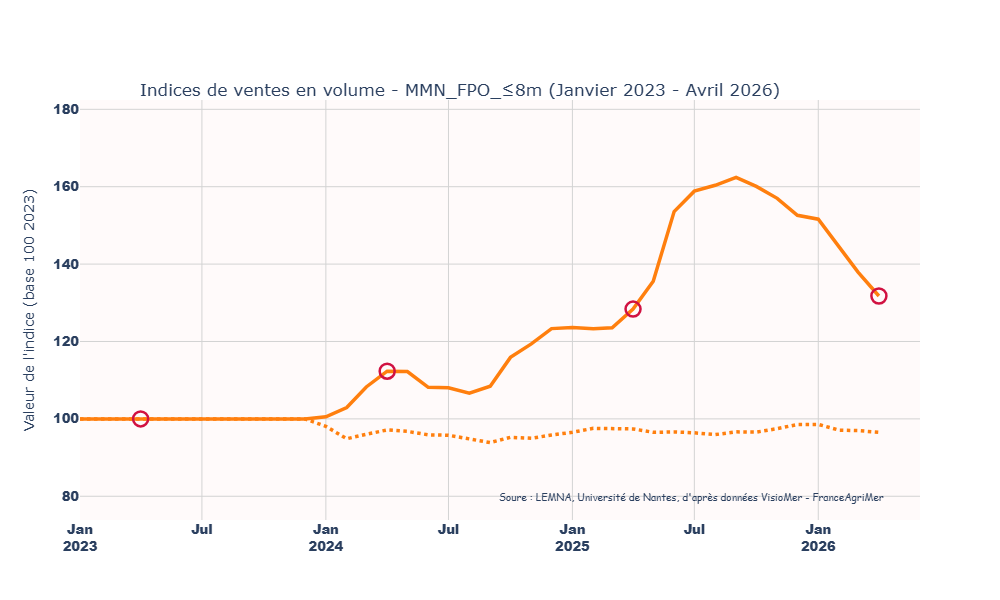 Indices de ventes en volume - MMN_FPO_≤8m (Janvier 2023 - Avril 2026)
Valeur de l'indice (base 100 2023)
180
160
140
120
100
80
Soure : LEMNA, Université de Nantes, d'après données VisioMer - FranceAgriMer
Jan Jul Jan Jul Jan Jul Jan
2023 2024 2025 2026